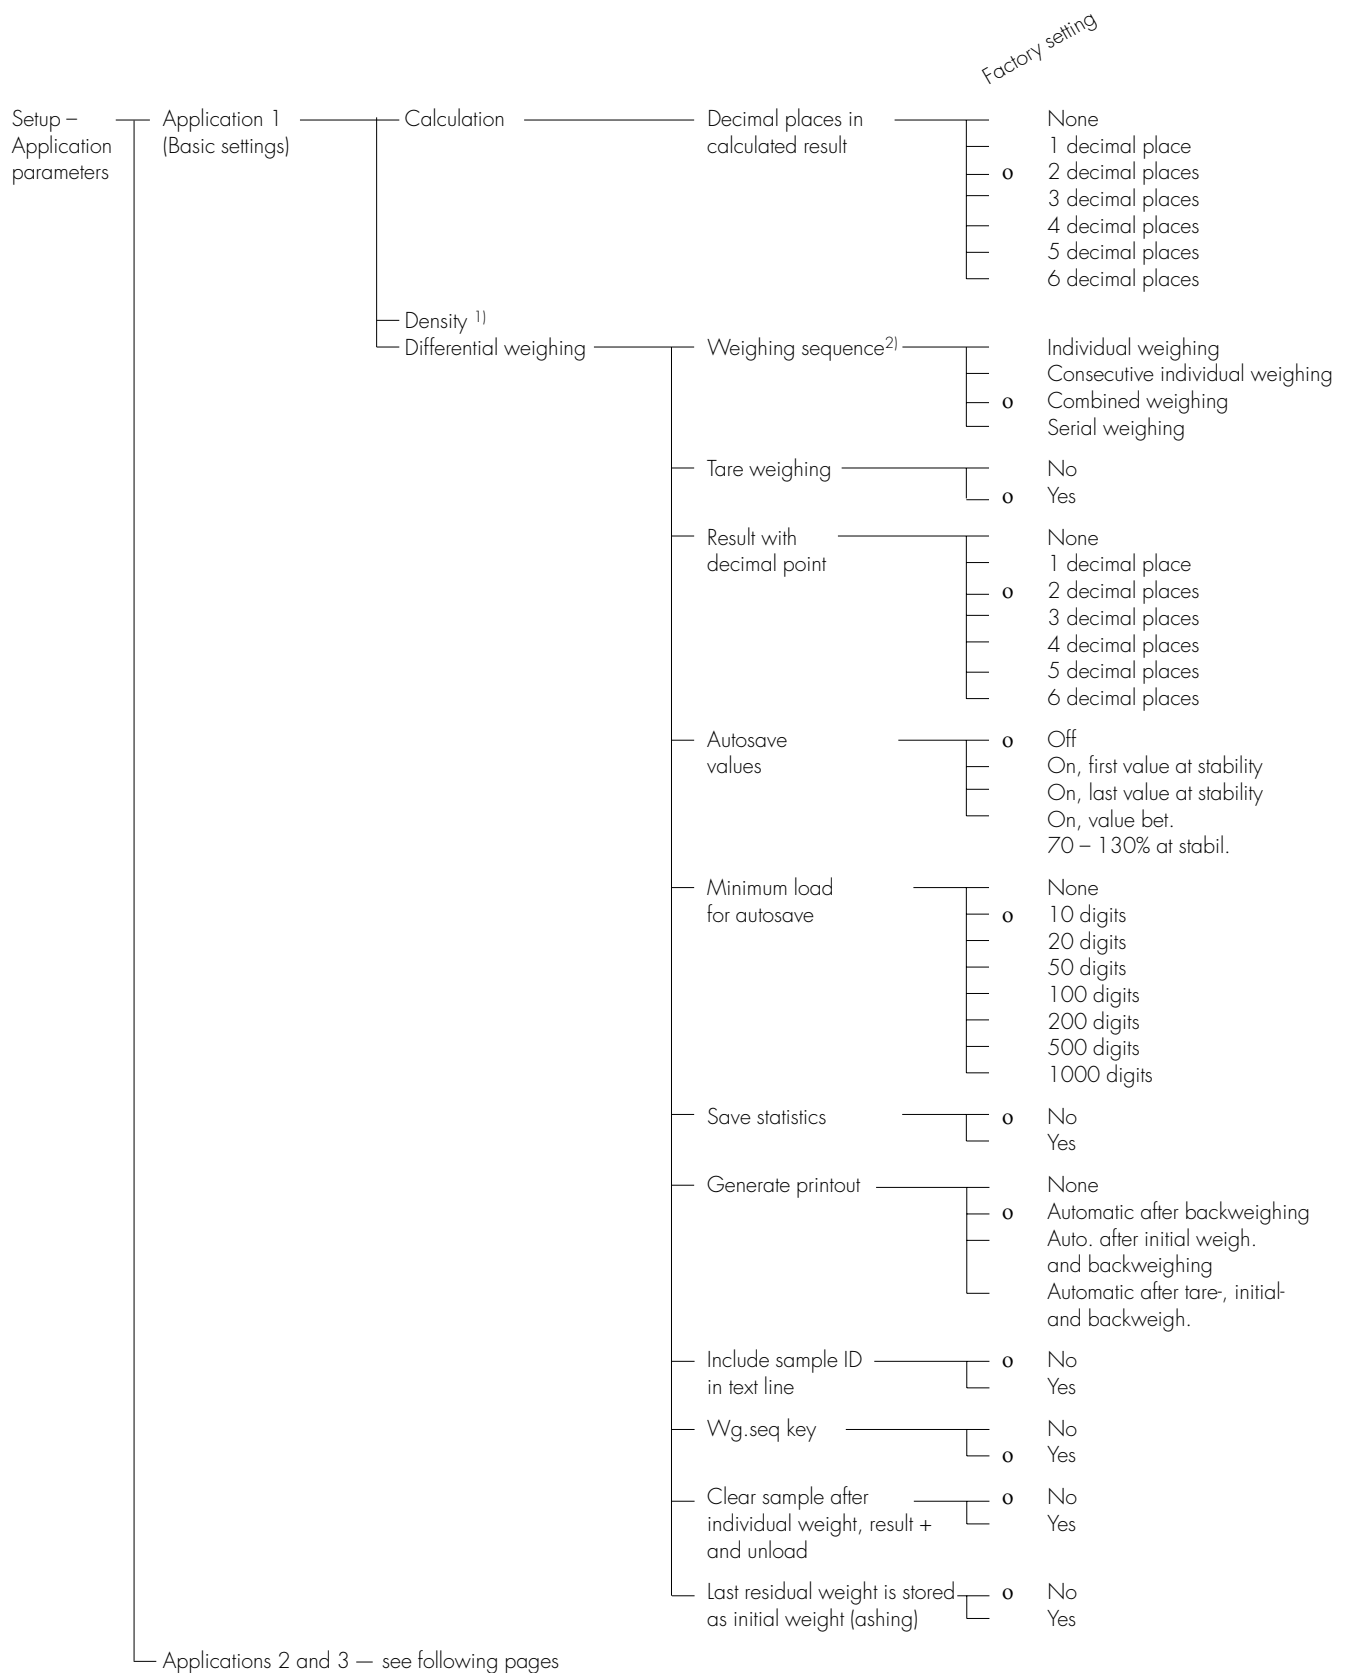 Factory setting
Setup – Application 1 Calculation Decimal places in None
Application (Basic settings) calculated result 1 decimal place
parameters o 2 decimal places
3 decimal places
4 decimal places
5 decimal places
6 decimal places
Density 1)
Differential weighing Weighing sequence2) Individual weighing
Consecutive individual weighing
o Combined weighing
Serial weighing
Tare weighing No
o Yes
Result with None
decimal point 1 decimal place
o 2 decimal places
3 decimal places
4 decimal places
5 decimal places
6 decimal places
Autosave o Off
values On, first value at stability
On, last value at stability
On, value bet.
70 – 130% at stabil.
Minimum load None
for autosave o 10 digits
20 digits
50 digits
100 digits
200 digits
500 digits
1000 digits
Save statistics o No
Yes
Generate printout None
o Automatic after backweighing
Auto. after initial weigh.
and backweighing
Automatic after tare-, initial-
and backweigh.
Include sample ID o No
in text line Yes
Wg.seq key No
o Yes
Clear sample after o No
individual weight, result + Yes
and unload
Last residual weight is stored o No
as initial weight (ashing) Yes
Applications 2 and 3 — see following pages